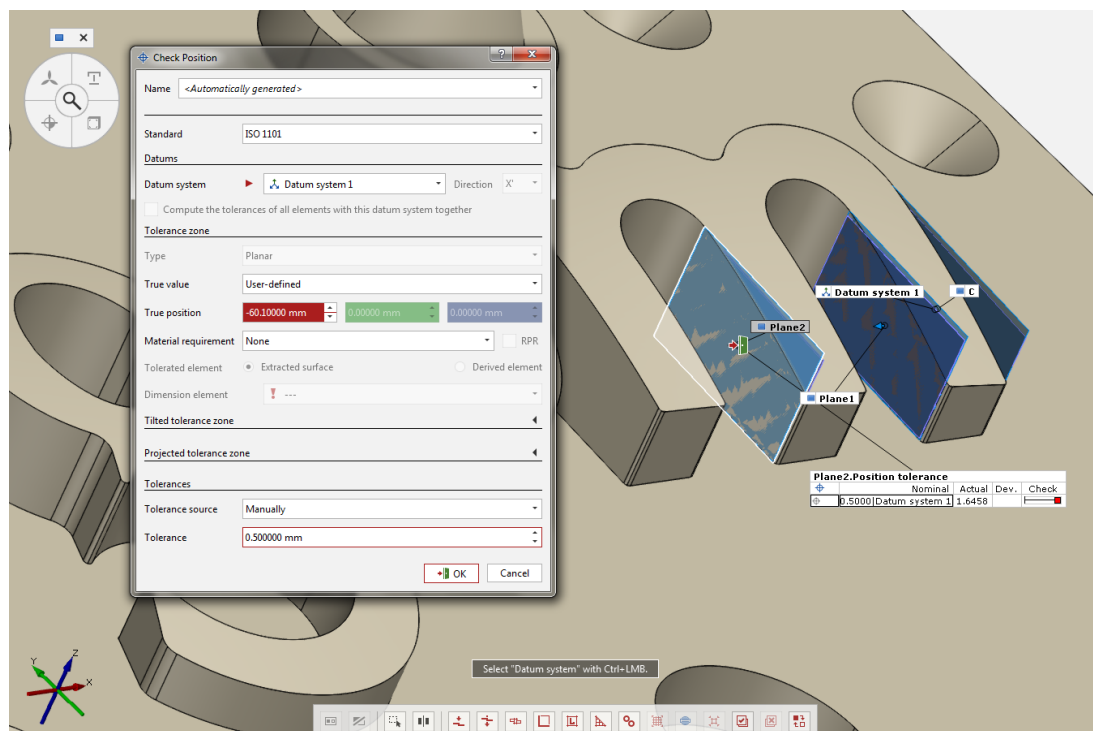 Check Position
?
Name <Automatically generated>
Standard ISO 1101
Datums
Datum system Datum system 1 Direction X'
Compute the tolerances of all elements with this datum system together
Tolerance zone
Type Planar
True value User-defined
True position -60.10000 mm 0.00000 mm 0.00000 mm
Material requirement None RPR
Tolerated element Extracted surface Derived element
Dimension element ---
Tilted tolerance zone
Projected tolerance zone
Tolerances
Tolerance source Manually
Tolerance 0.500000 mm
OK Cancel
Datum system 1
C
Plane2
Plane1
Plane2.Position tolerance
Nominal Actual Dev. Check
0.5000|Datum system 1 1.6458
Y Z X
Select "Datum system" with Ctrl+LMB.